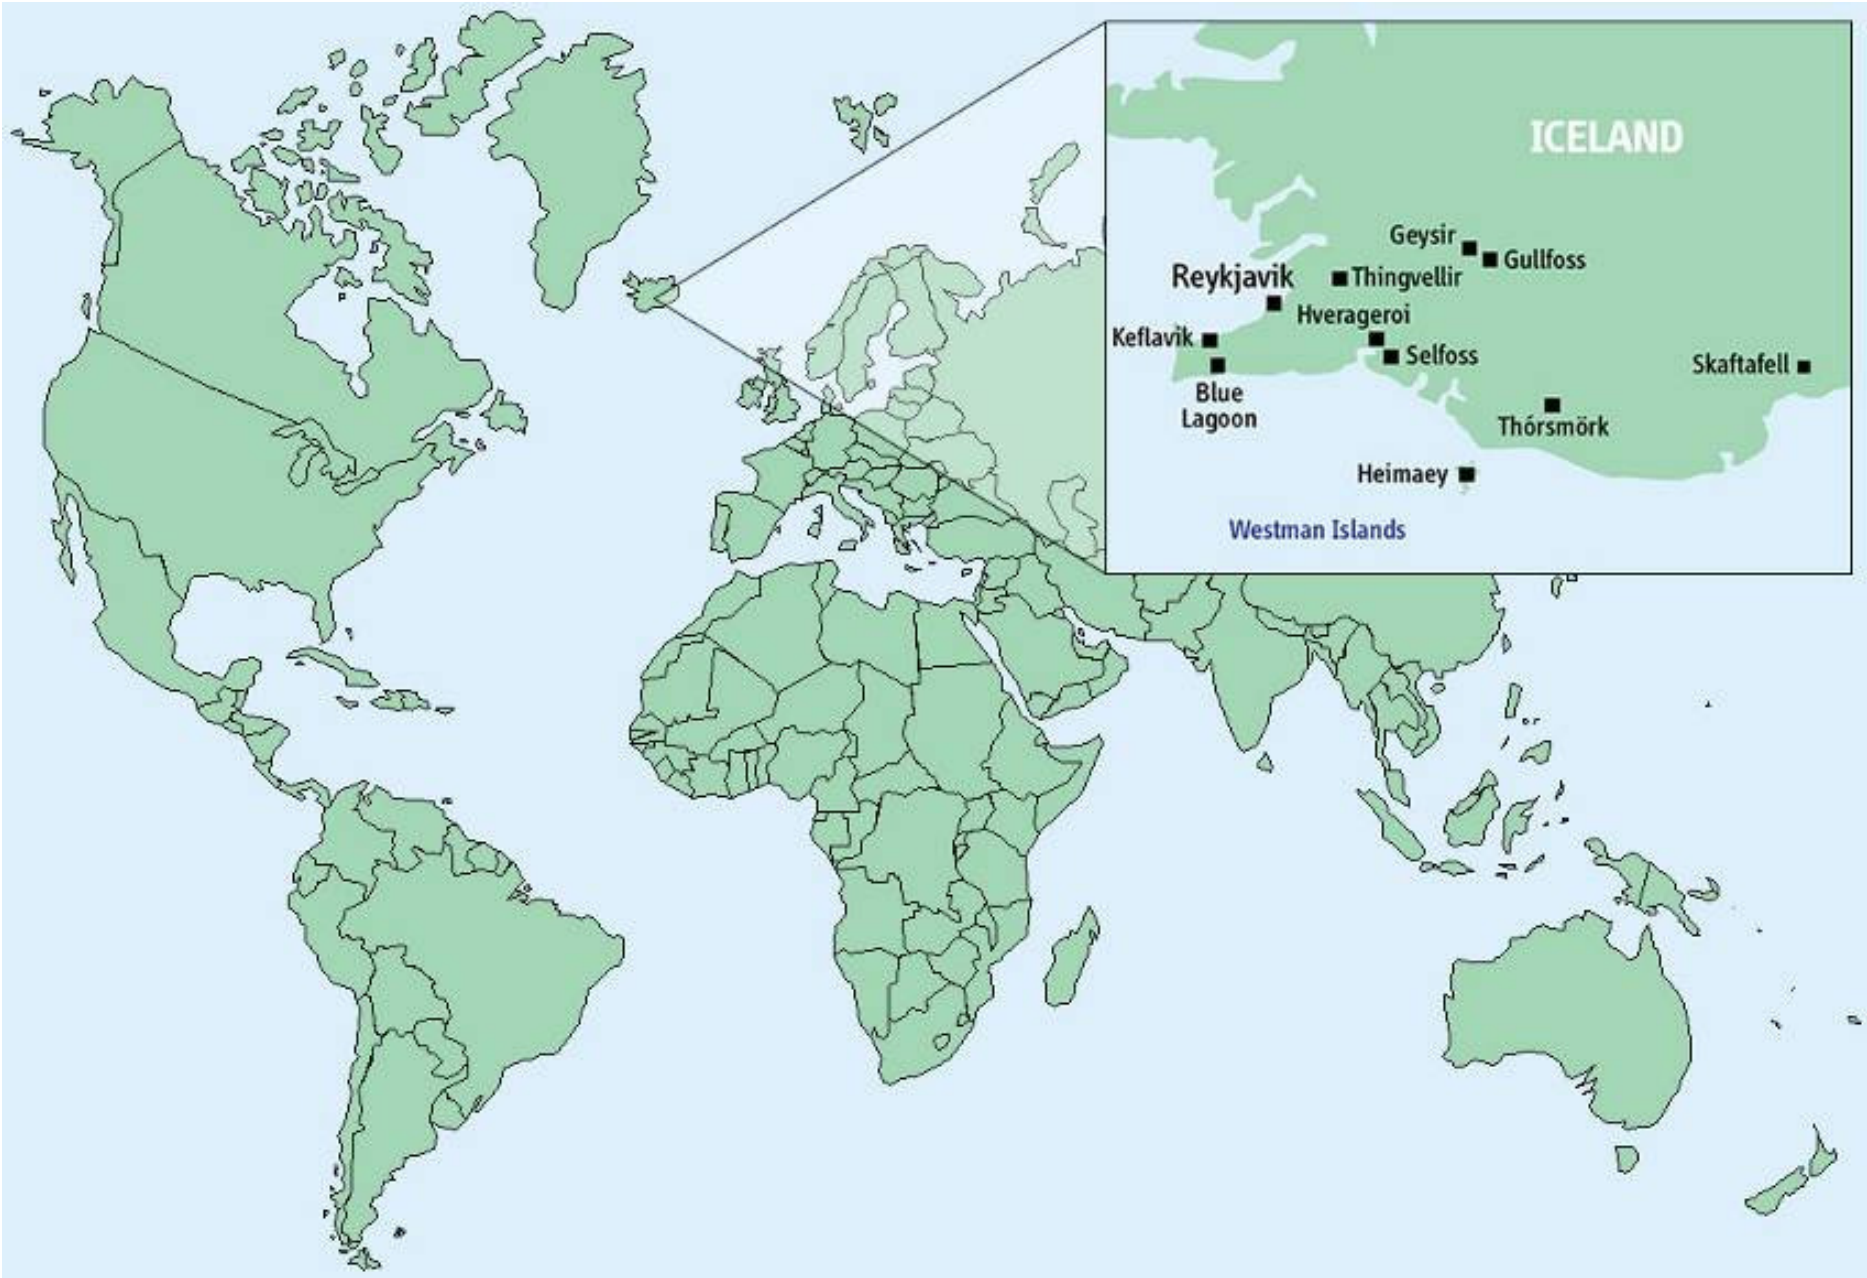 ICELAND
Geysir
Gullfoss
Reykjavik
Thingvellir
Hverageroi
Keflavik
Selfoss
Skaftafell
Blue
Lagoon
Thórsmörk
Heimaey
Westman Islands